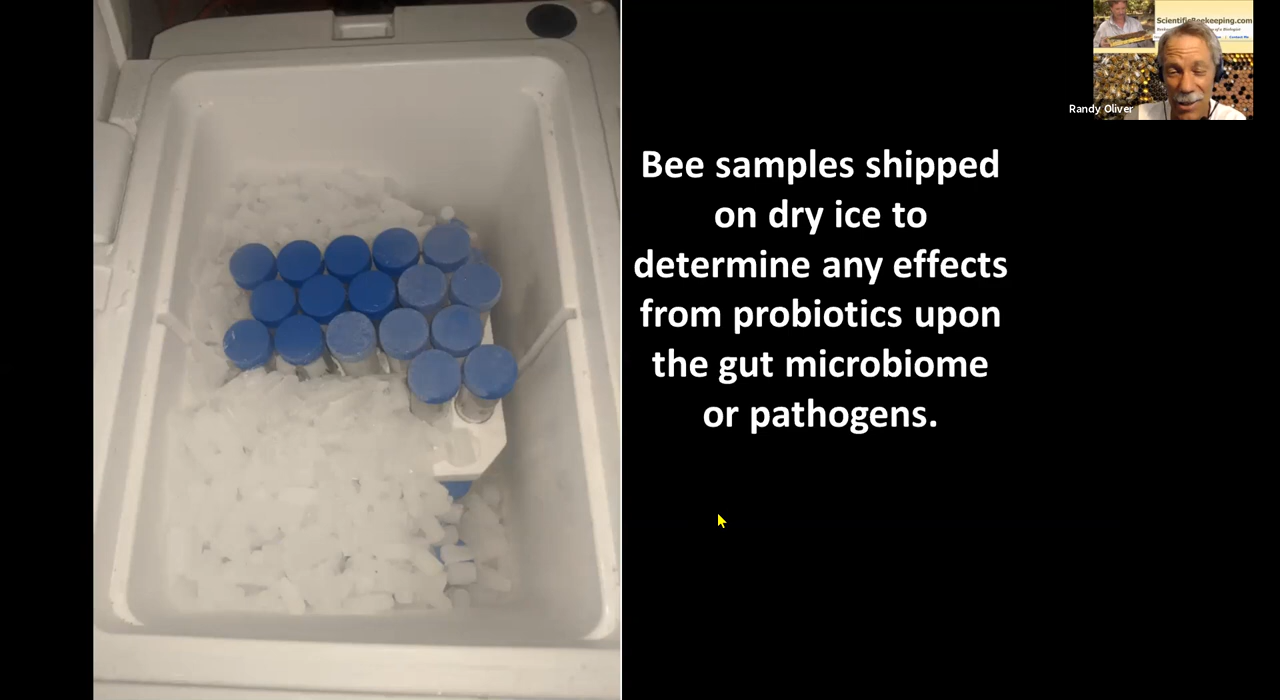 ScientificBeekeeping.com
Randy Oliver
Bee samples shipped
on dry ice to
determine any effects
from probiotics upon
the gut microbiome
or pathogens.